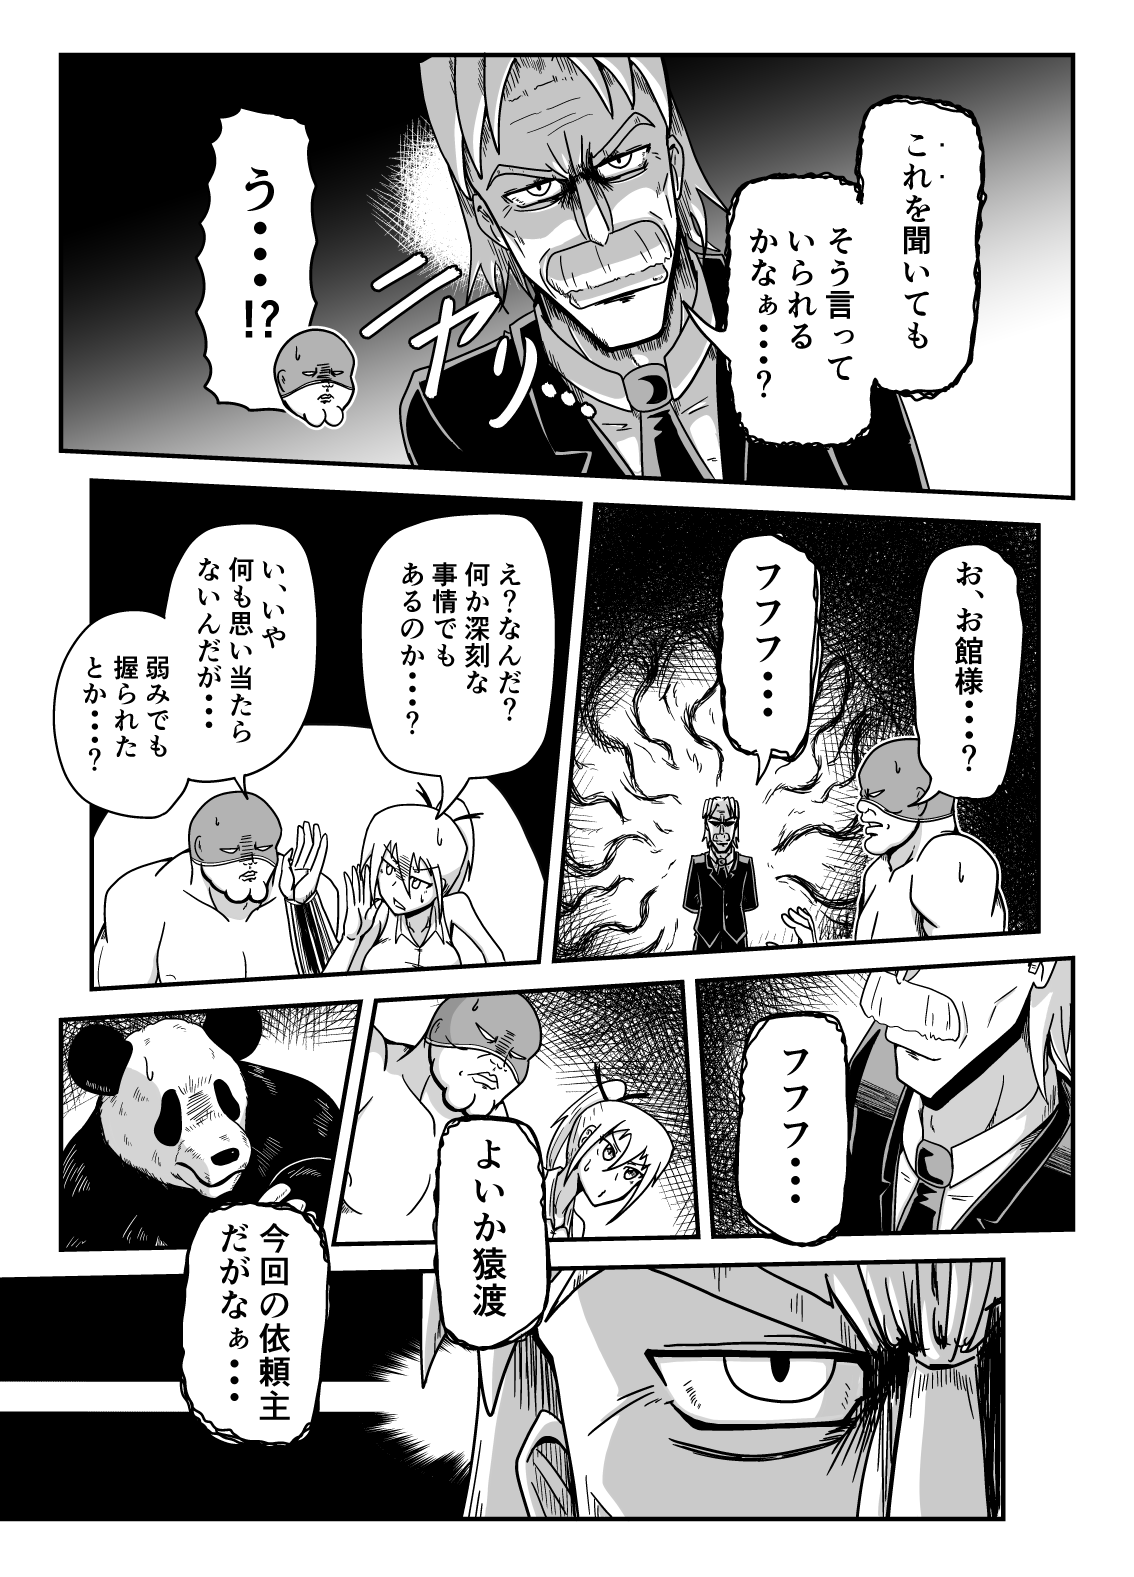 これを聞いても
そう言って
いられる
かなぁ・・・・?
ニヤリッ・・・
う・・・・!?
お、お館様・・・・?
フフフ・・・
え?なんだ?
何か深刻な
事情でも
あるのか・・・・?
い、いや
何も思い当たら
ないんだが・・・
弱みでも
握られた
とか・・・・?
フフフ・・・・
よいか猿渡
今回の依頼主
だがなぁ・・・